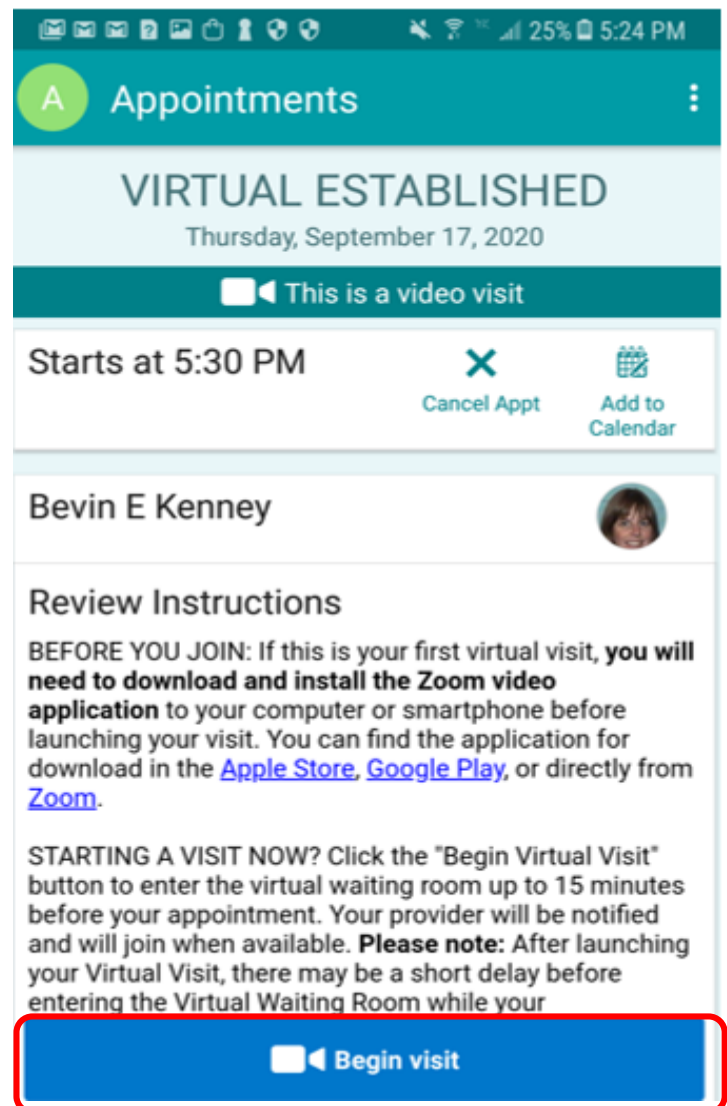 25% 5:24 PM
A Appointments
VIRTUAL ESTABLISHED
Thursday, September 17, 2020
This is a video visit
Starts at 5:30 PM
Cancel Appt
Add to
Calendar
Bevin E Kenney
Review Instructions
BEFORE YOU JOIN: If this is your first virtual visit, you will
need to download and install the Zoom video
application to your computer or smartphone before
launching your visit. You can find the application for
download in the Apple Store, Google Play, or directly from
Zoom.
STARTING A VISIT NOW? Click the "Begin Virtual Visit"
button to enter the virtual waiting room up to 15 minutes
before your appointment. Your provider will be notified
and will join when available. Please note: After launching
your Virtual Visit, there may be a short delay before
entering the Virtual Waiting Room while your
Begin visit